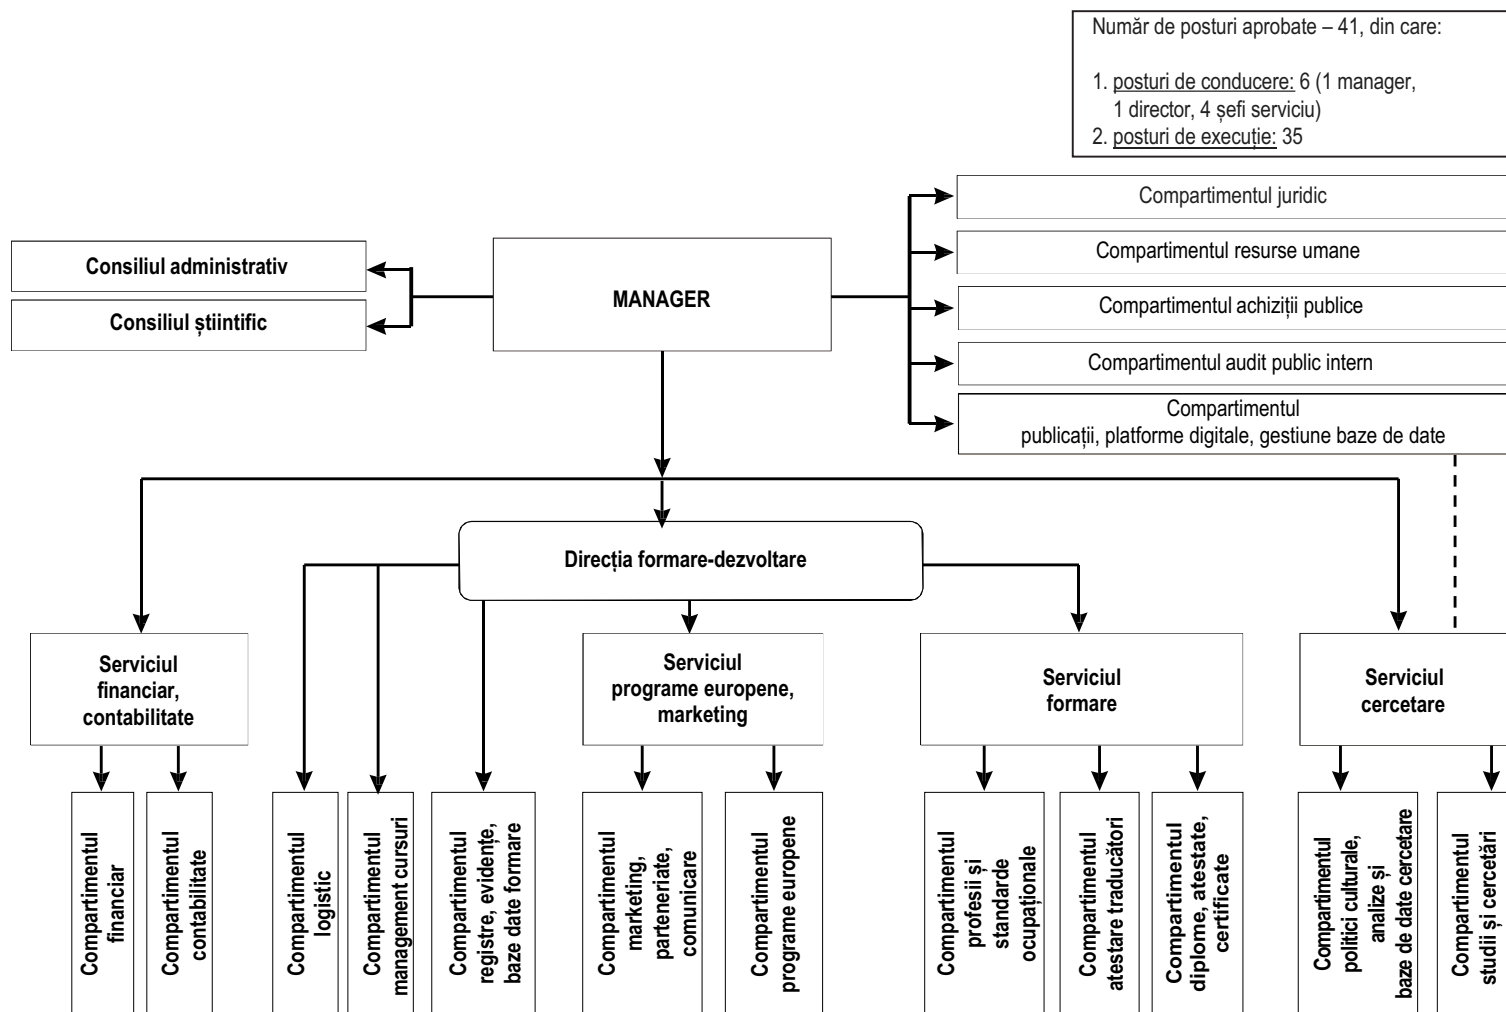 Număr de posturi aprobate – 41, din care:
1. posturi de conducere: 6 (1 manager,
1 director, 4 șefi serviciu)
2. posturi de execuție: 35
Compartimentul juridic
Compartimentul resurse umane
Compartimentul achiziții publice
Compartimentul audit public intern
Compartimentul
publicații, platforme digitale, gestiune baze de date
Consiliul administrativ
Consiliul științific
MANAGER
Direcția formare-dezvoltare
Serviciul
financiar,
contabilitate
Serviciul
programe europene,
marketing
Serviciul
formare
Serviciul
cercetare
Compartimentul
financiar
Compartimentul
contabilitate
Compartimentul
logistic
Compartimentul
management cursuri
Compartimentul
registre, evidențe,
baze date formare
Compartimentul
marketing,
parteneriate,
comunicare
Compartimentul
programe europene
Compartimentul
profesii și
standarde
ocupaționale
Compartimentul
atestare traducători
Compartimentul
diplome, atestate,
certificate
Compartimentul
politici culturale,
analize și
baze de date cercetare
Compartimentul
studii și cercetări